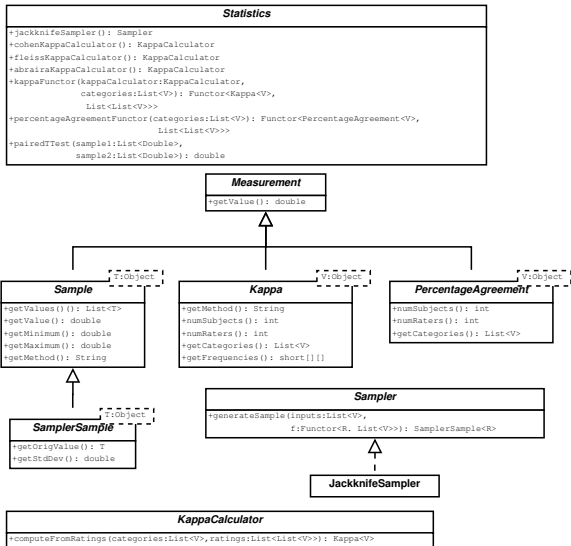 Statistics
+jackknifeSampler(): Sampler
+cohenKappaCalculator(): KappaCalculator
+fleissKappaCalculator(): KappaCalculator
+abrairaKappaCalculator(): KappaCalculator
+kappaFunctor(kappaCalculator:KappaCalculator,
categories:List<V>): Functor<Kappa<V>,
List<List<V>>>
+percentageAgreementFunctor(categories:List<V>): Functor<PercentageAgreement<V>,
List<List<V>>>
+pairedTTest(sample1:List<Double>,
sample2:List<Double>): double
Measurement
+getValue(): double
T:Object
Sample
+getValues()(): List<T>
+getValue(): double
+getMinimum(): double
+getMaximum(): double
+getMethod(): String
V:Object
Kappa
+getMethod(): String
+numSubjects(): int
+numRaters(): int
+getCategories(): List<V>
+getFrequencies(): short[][]
V:Object
PercentageAgreement
+numSubjects(): int
+numRaters(): int
+getCategories(): List<V>
T:Object
SamplerSample
+getOrigValue(): T
+getStdDev(): double
Sampler
+generateSample(inputs:List<V>,
f:Functor<R. List<V>>): SamplerSample<R>
JackknifeSampler
KappaCalculator
+computeFromRatings(categories:List<V>,ratings:List<List<V>>): Kappa<V>